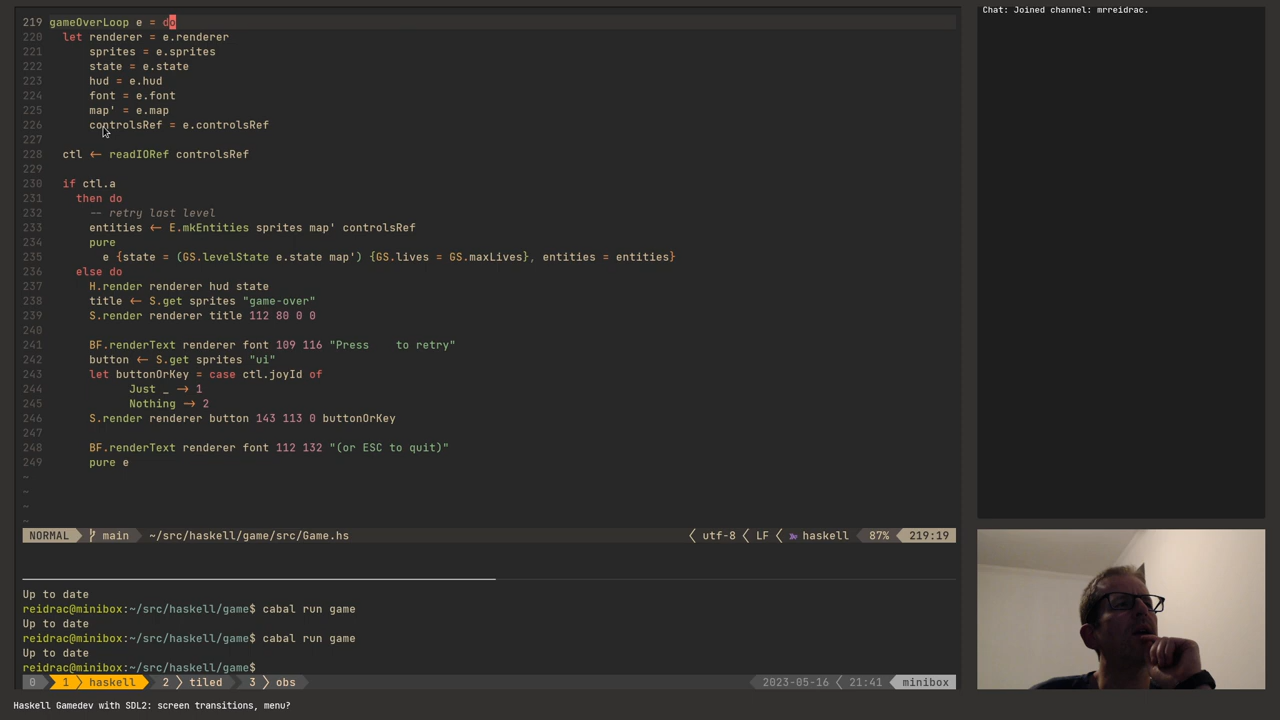 219 gameOverLoop e = do
220   let renderer = e.renderer
221       sprites = e.sprites
222       state = e.state
223       hud = e.hud
224       font = e.font
225       map' = e.map
226       controlsRef = e.controlsRef
227
228   ctl ← readIORef controlsRef
229
230   if ctl.a
231     then do
232       -- retry last level
233       entities ← E.mkEntities sprites map' controlsRef
234       pure
235         e {state = (GS.levelState e.state map') {GS.lives = GS.maxLives}, entities = entities}
236     else do
237       H.render renderer hud state
238       title ← S.get sprites "game-over"
239       S.render renderer title 112 80 0 0
240
241       BF.renderText renderer font 109 116 "Press    to retry"
242       button ← S.get sprites "ui"
243       let buttonOrKey = case ctl.joyId of
244             Just _ → 1
245             Nothing → 2
246       S.render renderer button 143 113 0 buttonOrKey
247
248       BF.renderText renderer font 112 132 "(or ESC to quit)"
249       pure e
~
~
~
~
NORMAL main ~/src/haskell/game/src/Game.hs utf-8 LF haskell 87% 219:19
Up to date
reidrac@minibox:~/src/haskell/game$ cabal run game
Up to date
reidrac@minibox:~/src/haskell/game$ cabal run game
Up to date
reidrac@minibox:~/src/haskell/game$
0 1 haskell 2 tiled 3 obs 2023-05-16 21:41 minibox
Haskell Gamedev with SDL2: screen transitions, menu?
Chat: Joined channel: mrreidrac.